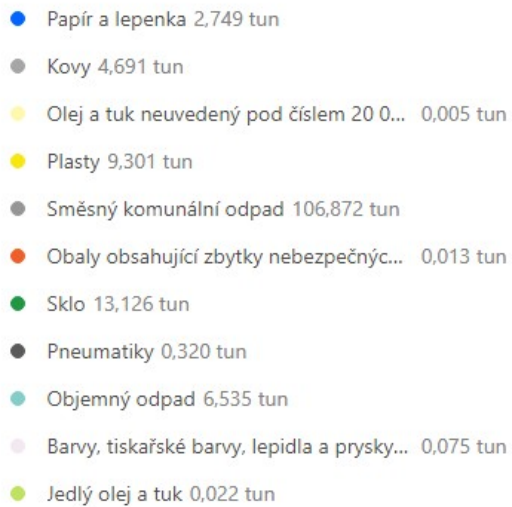 Papír a lepenka 2,749 tun
Kovy 4,691 tun
Olej a tuk neuvedený pod číslem 20 0... 0,005 tun
Plasty 9,301 tun
Směsný komunální odpad 106,872 tun
Obaly obsahující zbytky nebezpečnýc... 0,013 tun
Sklo 13,126 tun
Pneumatiky 0,320 tun
Objemný odpad 6,535 tun
Barvy, tiskařské barvy, lepidla a prysky... 0,075 tun
Jedlý olej a tuk 0,022 tun